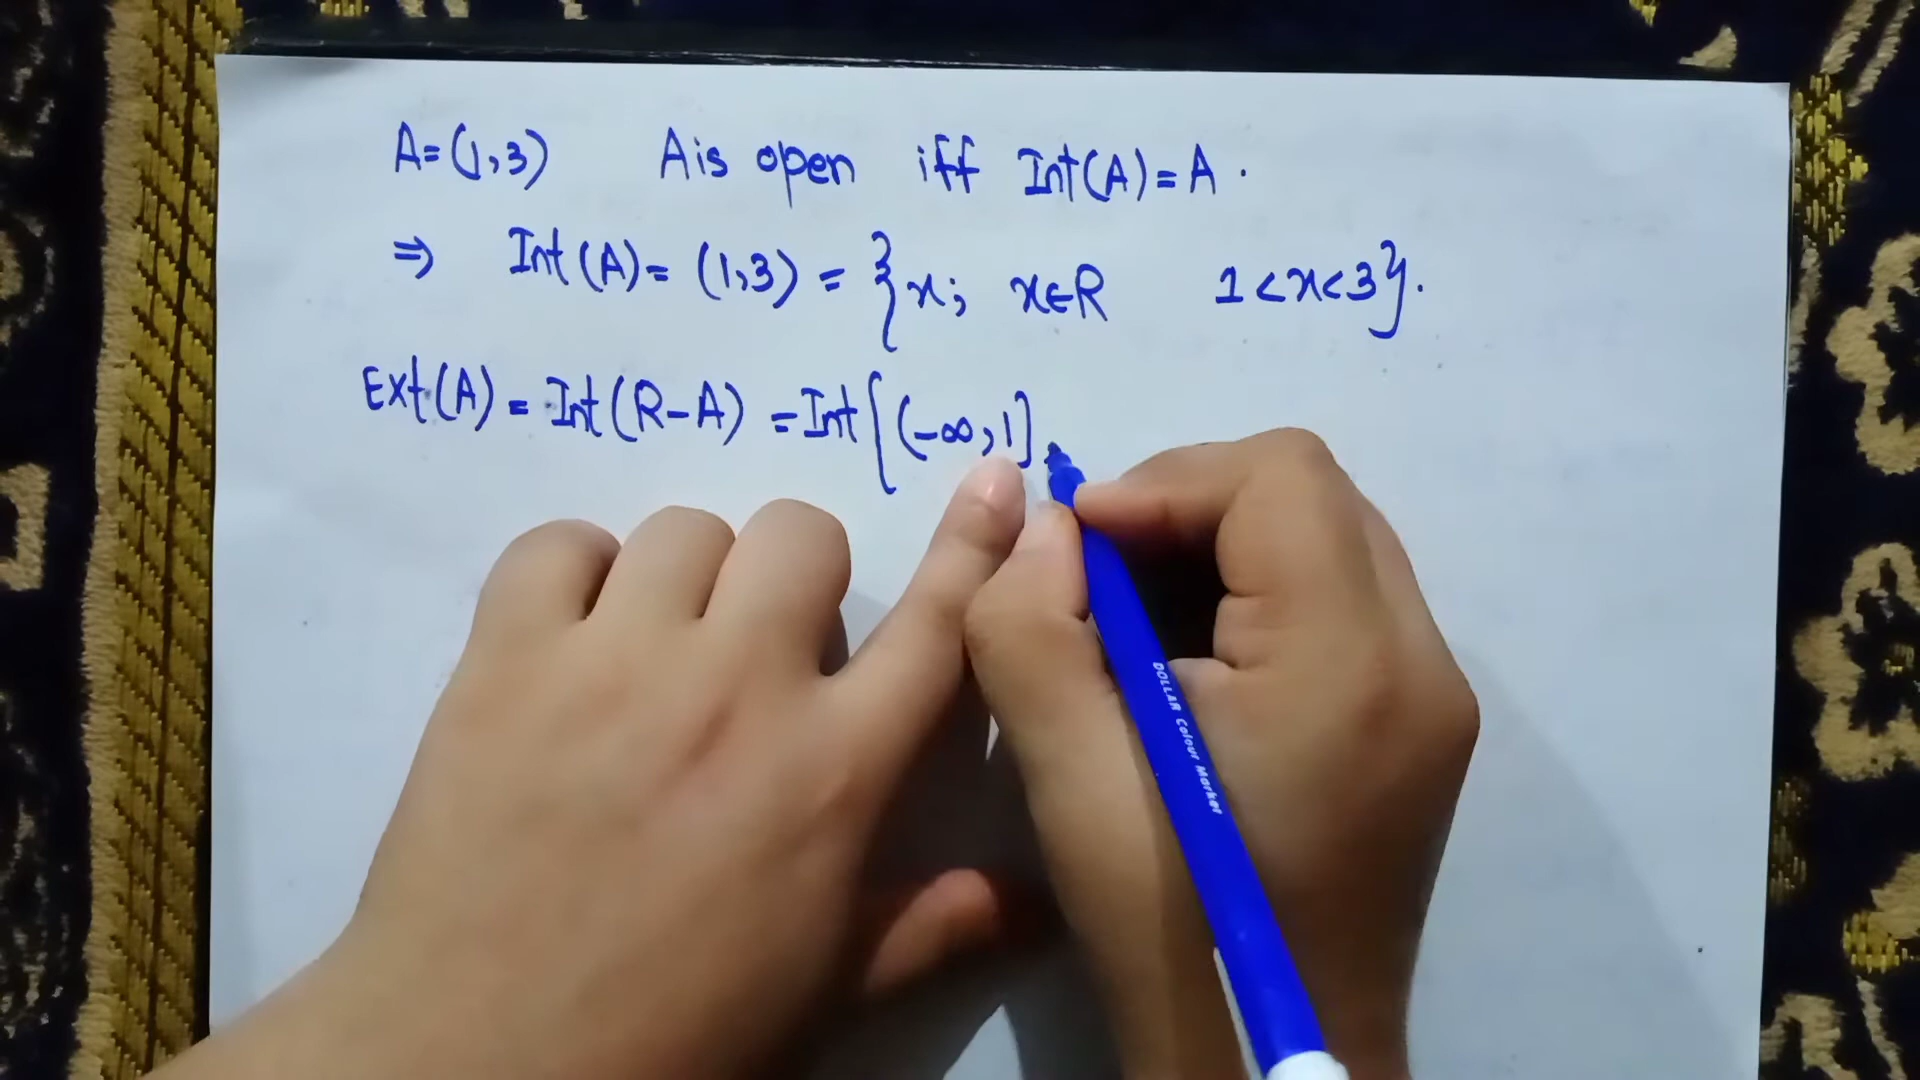 A=(1,3) A is open iff Int(A)=A.
⇒ Int(A)= (1,3) = {x; x∈R 1<x<3}.
Ext(A) = Int(R-A) =Int[(-∞,1]
DOLLAR Colour Marker